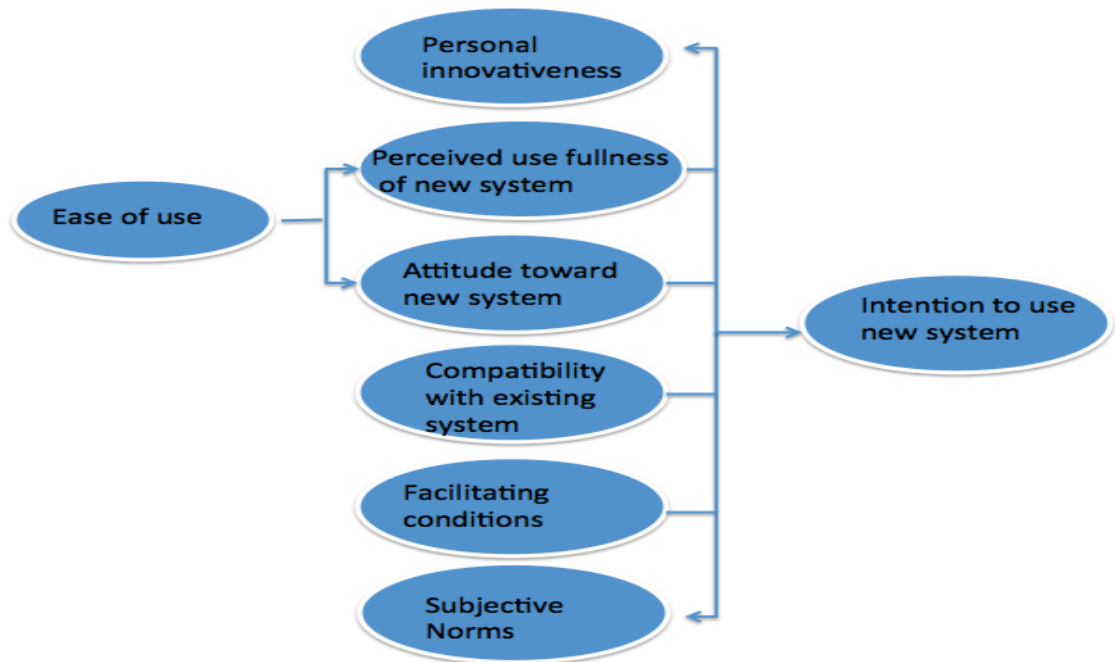 Personal
innovativeness
Perceived use fullness
of new system
Ease of use
Attitude toward
new system
Intention to use
new system
Compatibility
with existing
system
Facilitating
conditions
Subjective
Norms